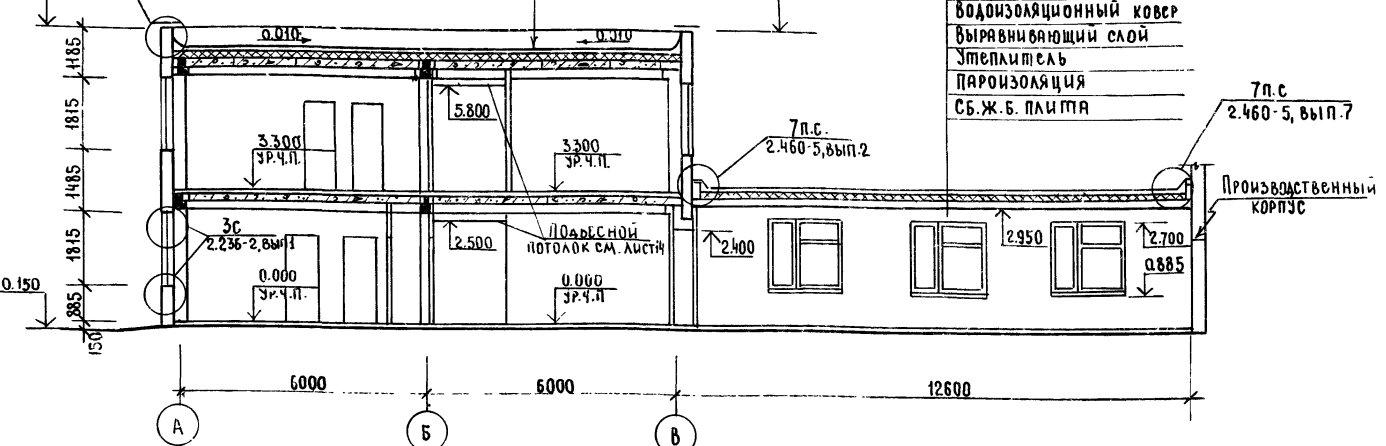 Водоизоляционный ковер
Выравнивающий слой
Утеплитель
Пароизоляция
Сб.ж.б. плита
0.010
0.010
7п.с
2.460-5, вып.7
7п.с.
2.460-5, вып.2
5.800
3.300
ур.ч.п.
3.300
ур.ч.п.
Производственный
корпус
3с
2.236-2, вып1
Подвесной
потолок см. лист14
2.500
2.400
2.950
2.700
0.885
0.000
ур.ч.п.
0.000
ур.ч.п
0.150
1185
1815
1485
1815
885
150
6000
6000
12600
А
Б
В